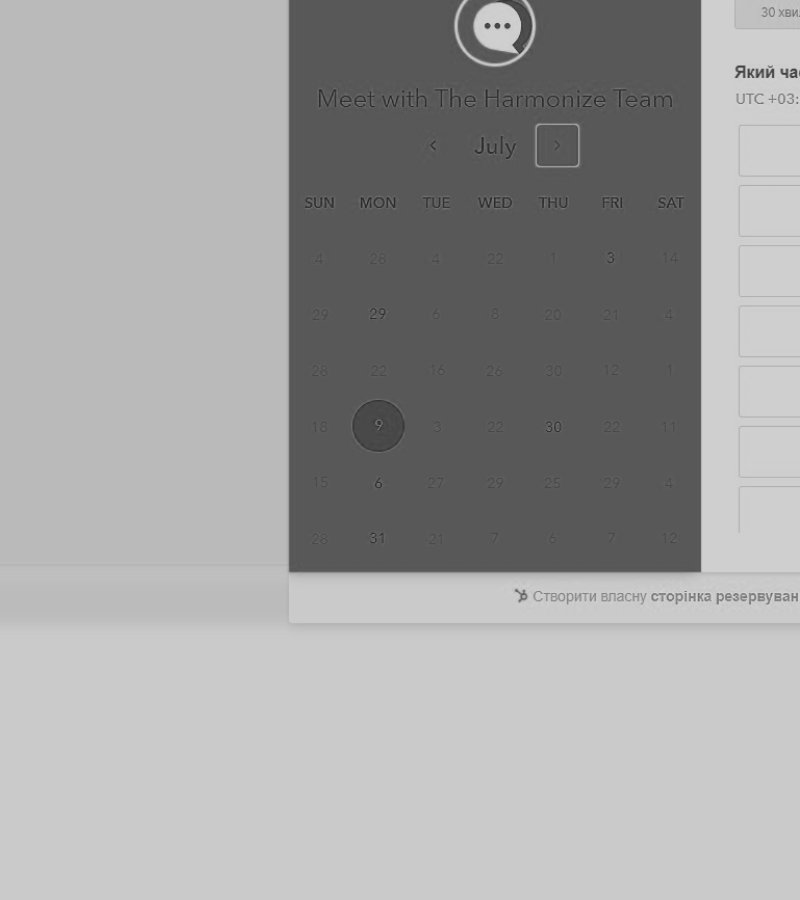 30 хви
Meet with The Harmonize Team
July
Який ча
UTC +03:
SUN MON TUE WED THU FRI SAT
4 28 4 22 1 3 14
29 29 6 8 20 21 4
28 22 16 26 30 12 1
18 9 3 22 30 22 11
15 6 27 29 25 29 4
28 31 21 7 6 7 12
Створити власну сторінка резервуван